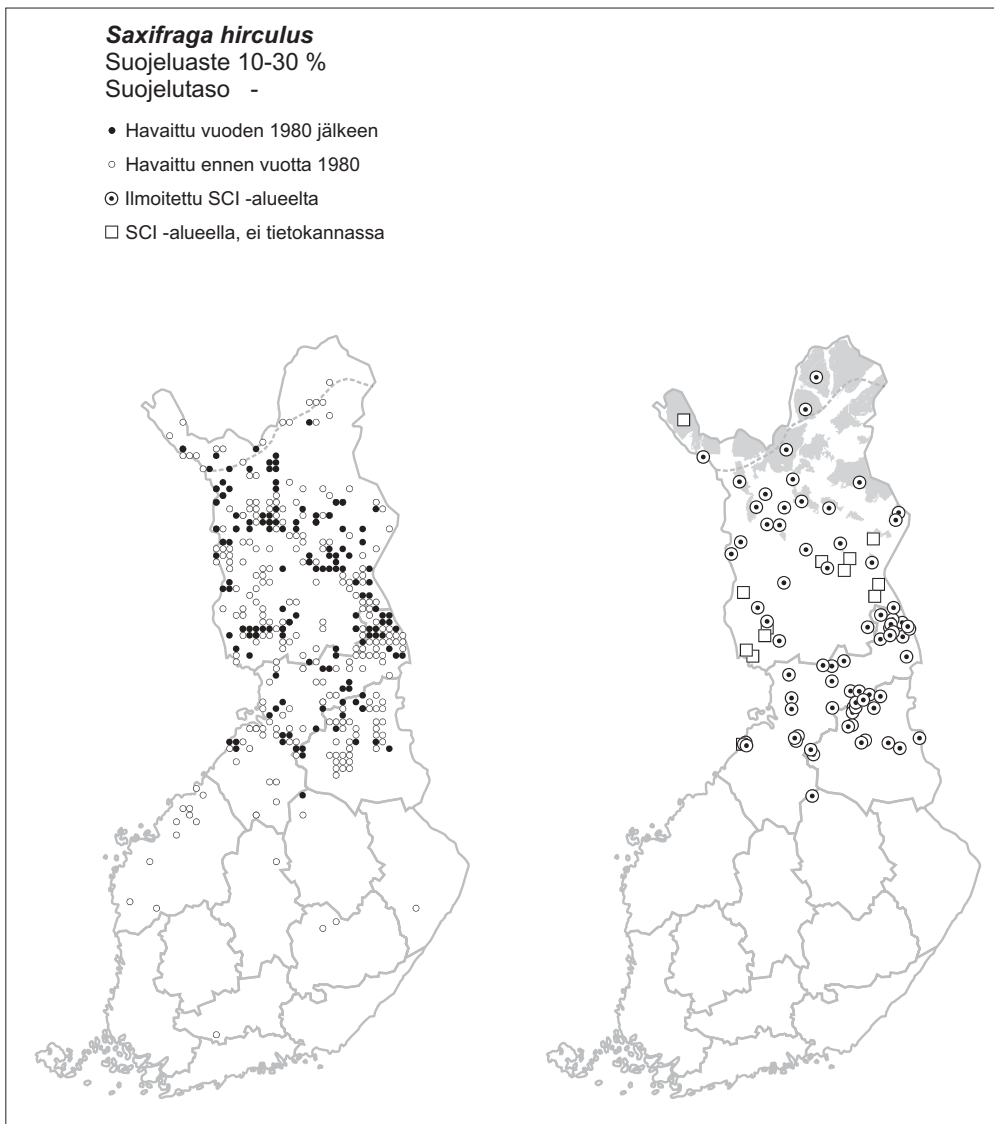 Saxifraga hirculus
Suojeluaste 10-30 %
Suojelutaso -
Havaittu vuoden 1980 jälkeen
Havaittu ennen vuotta 1980
Ilmoitettu SCI -alueelta
SCI -alueella, ei tietokannassa